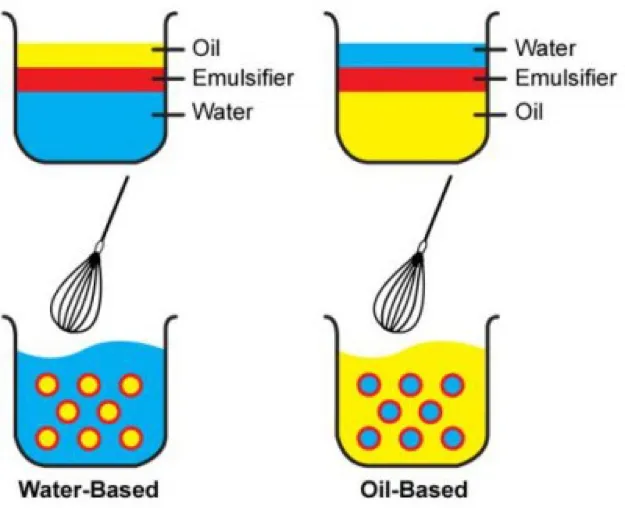 Oil
Emulsifier
Water
Water
Emulsifier
Oil
Water-Based
Oil-Based